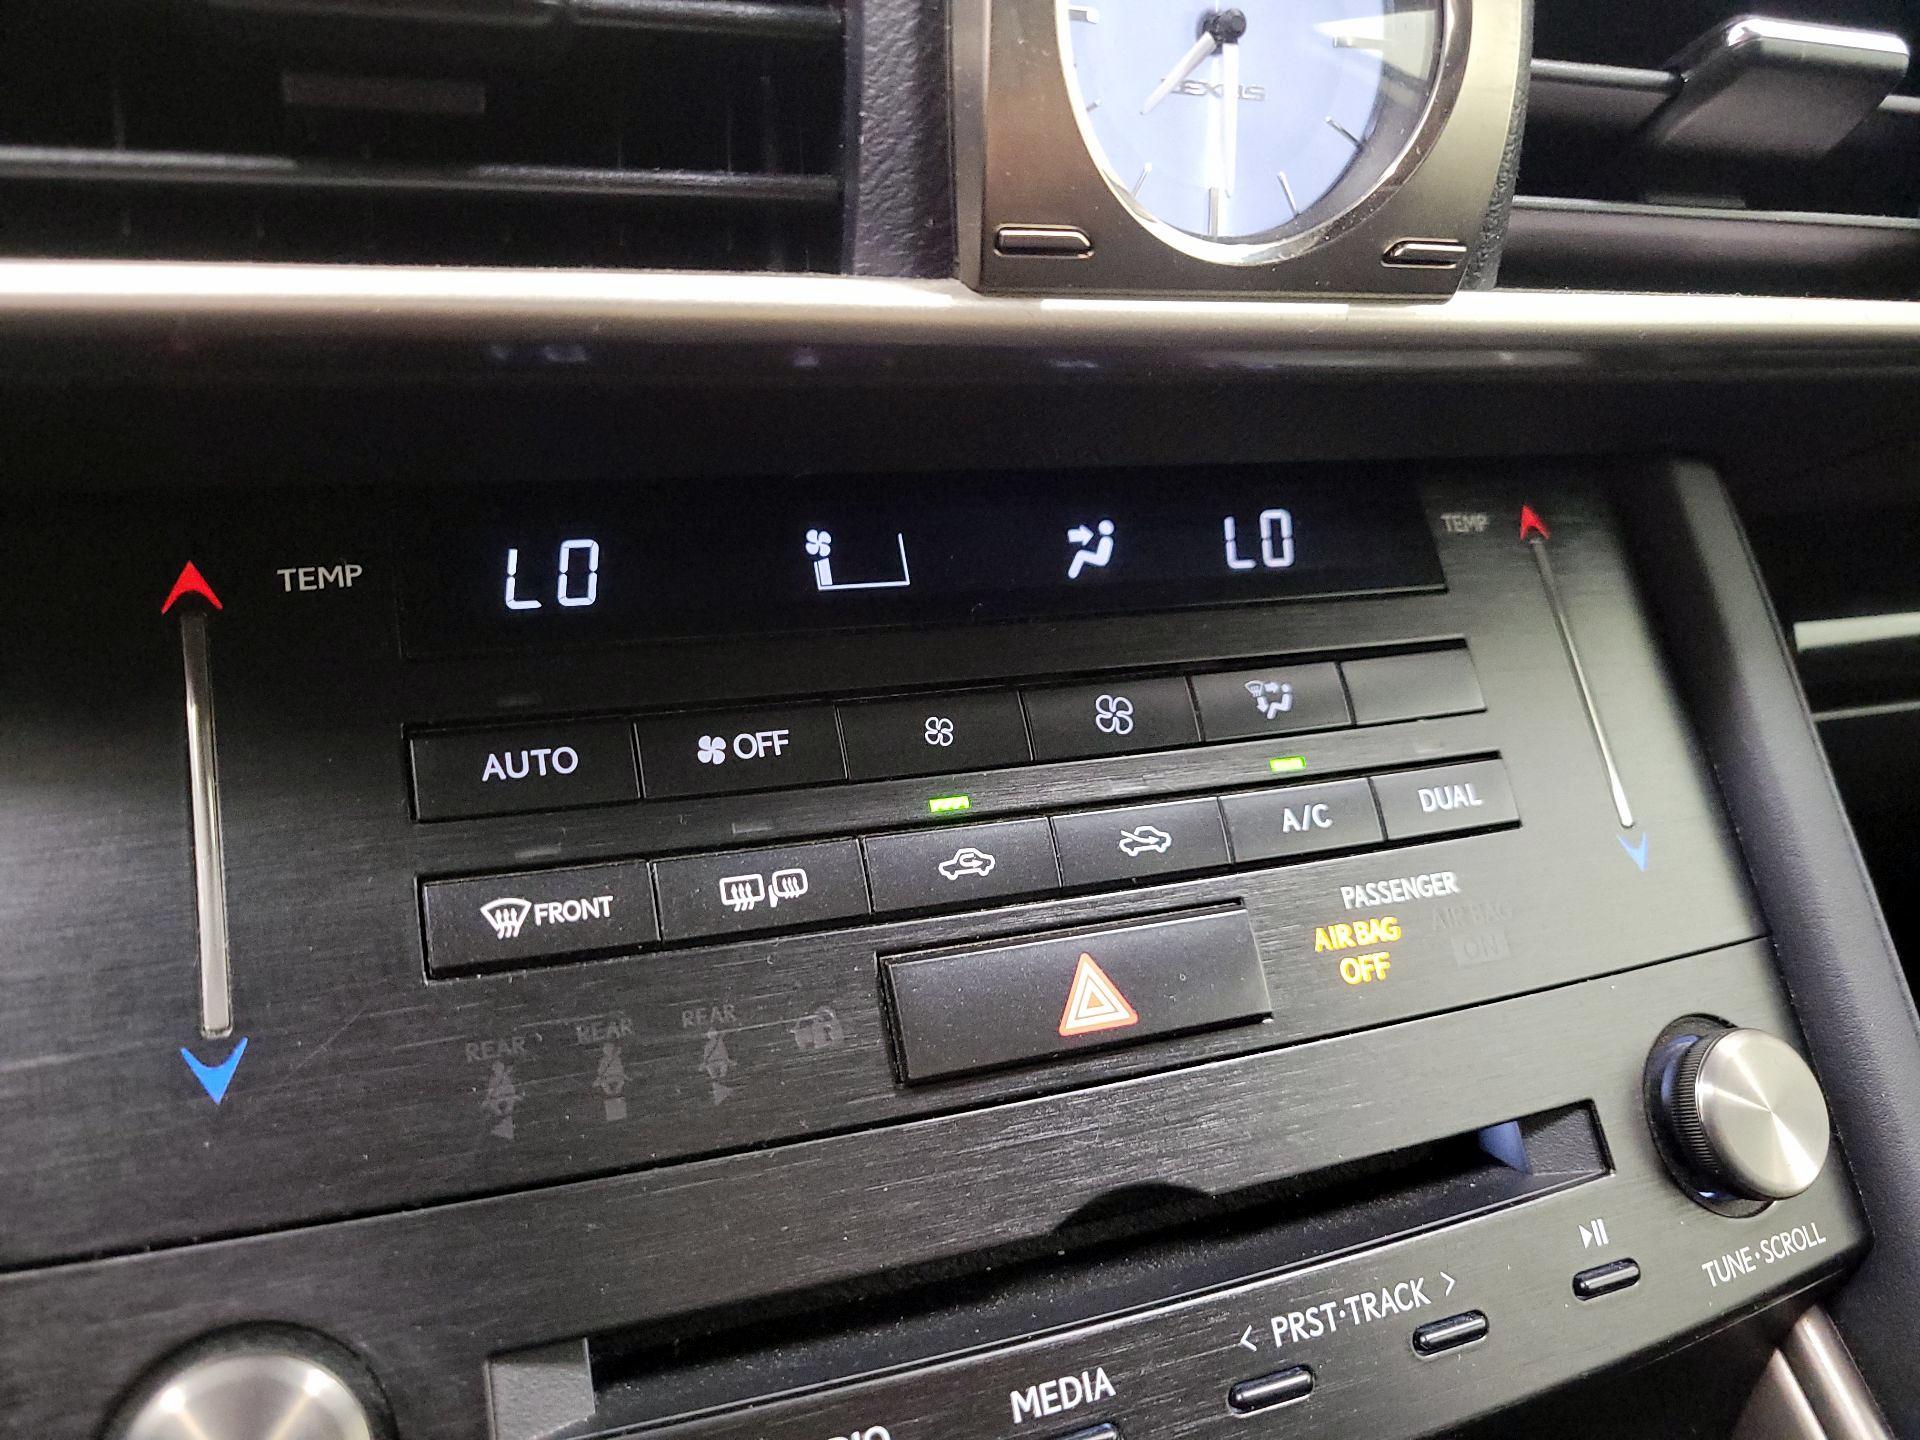 LEXUS
TEMP
LO
LO
TEMP
AUTO
OFF
FRONT
A/C
DUAL
PASSENGER
AIR BAG
OFF
AIR BAG
ON
REAR
REAR
REAR
MEDIA
< PRST·TRACK >
TUNE·SCROLL